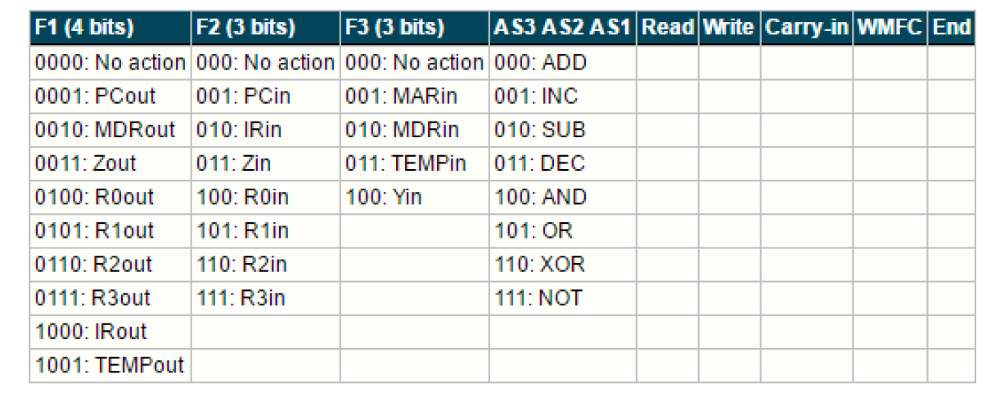 F1 (4 bits) F2 (3 bits) F3 (3 bits) AS3 AS2 AS1 Read Write Carry-in WMFC End
0000: No action 000: No action 000: No action 000: ADD
0001: PCout 001: PCin 001: MARin 001: INC
0010: MDRout 010: IRin 010: MDRin 010: SUB
0011: Zout 011: Zin 011: TEMPin 011: DEC
0100: R0out 100: R0in 100: Yin 100: AND
0101: R1out 101: R1in 101: OR
0110: R2out 110: R2in 110: XOR
0111: R3out 111: R3in 111: NOT
1000: IRout
1001: TEMPout